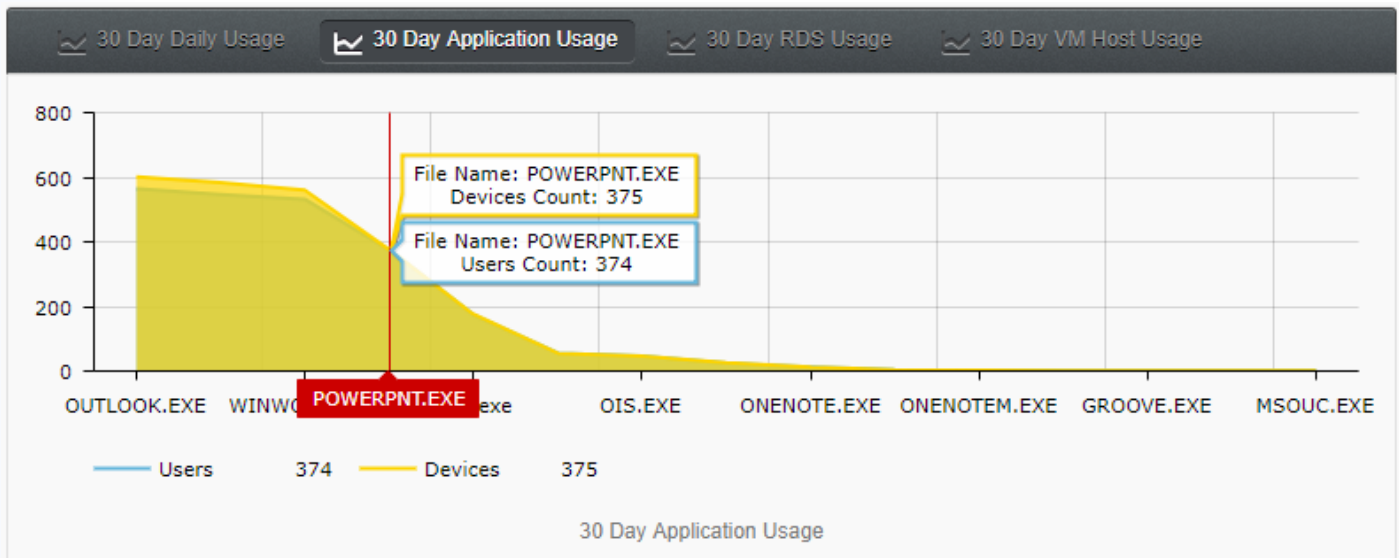 30 Day Daily Usage 30 Day Application Usage 30 Day RDS Usage 30 Day VM Host Usage
800
600
400
200
0
File Name: POWERPNT.EXE
Devices Count: 375
File Name: POWERPNT.EXE
Users Count: 374
OUTLOOK.EXE POWERPNT.EXE OIS.EXE ONENOTE.EXE ONENOTEM.EXE GROOVE.EXE MSOUC.EXE
Users 374 Devices 375
30 Day Application Usage